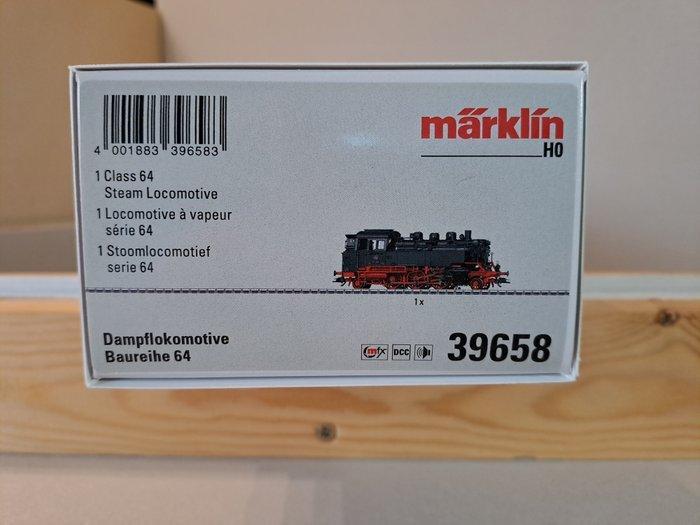 märklin
H0
4 001883 396583
1 Class 64
Steam Locomotive
1 Locomotive à vapeur
série 64
1 Stoomlocomotief
serie 64
1x
Dampflokomotive
Baureihe 64
mfx DCC
39658